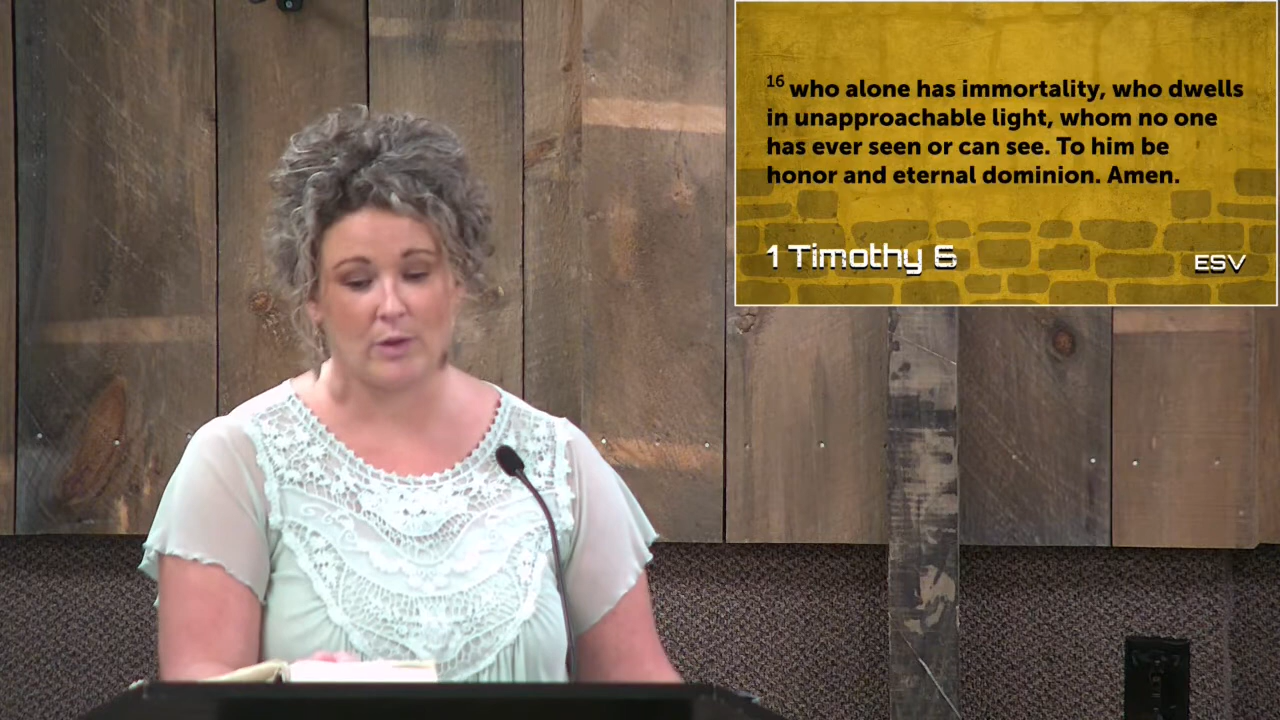 16 who alone has immortality, who dwells
in unapproachable light, whom no one
has ever seen or can see. To him be
honor and eternal dominion. Amen.
1 Timothy 6
ESV